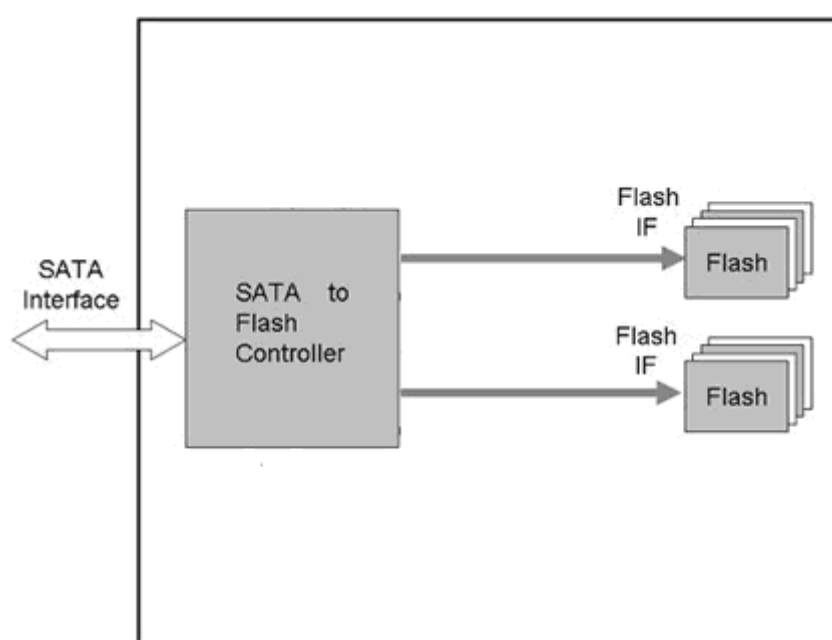 SATA
Interface
SATA to
Flash
Controller
Flash
IF
Flash
Flash
IF
Flash